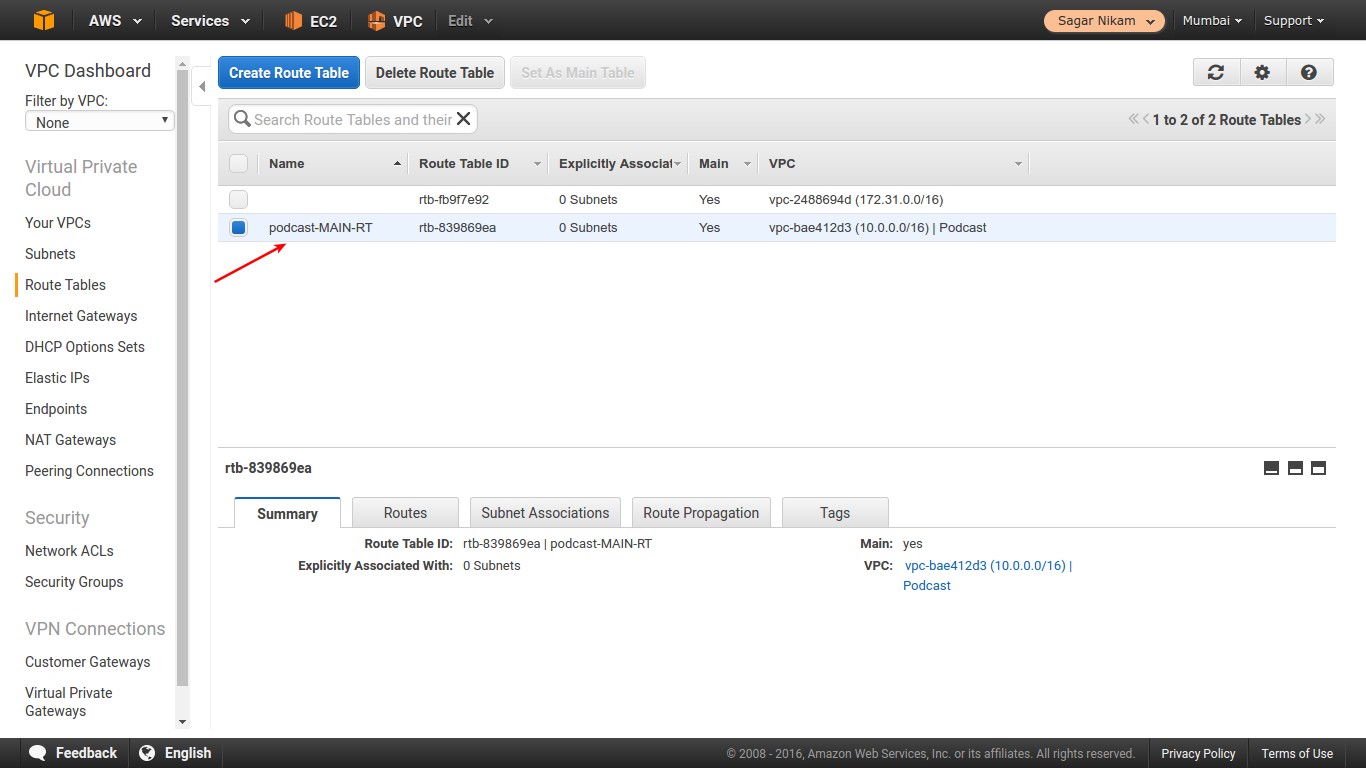 AWS Services EC2 VPC Edit Sagar Nikam Mumbai Support
VPC Dashboard
Filter by VPC:
None
Virtual Private
Cloud
Your VPCs
Subnets
Route Tables
Internet Gateways
DHCP Options Sets
Elastic IPs
Endpoints
NAT Gateways
Peering Connections
Security
Network ACLs
Security Groups
VPN Connections
Customer Gateways
Virtual Private
Gateways
Create Route Table Delete Route Table Set As Main Table
Search Route Tables and their 1 to 2 of 2 Route Tables
Name Route Table ID Explicitly Associat Main VPC
rtb-fb9f7e92 0 Subnets Yes vpc-2488694d (172.31.0.0/16)
podcast-MAIN-RT rtb-839869ea 0 Subnets Yes vpc-bae412d3 (10.0.0.0/16) | Podcast
rtb-839869ea
Summary Routes Subnet Associations Route Propagation Tags
Route Table ID: rtb-839869ea | podcast-MAIN-RT Main: yes
Explicitly Associated With: 0 Subnets VPC: vpc-bae412d3 (10.0.0.0/16) |
Podcast
Feedback English © 2008 - 2016, Amazon Web Services, Inc. or its affiliates. All rights reserved. Privacy Policy Terms of Use